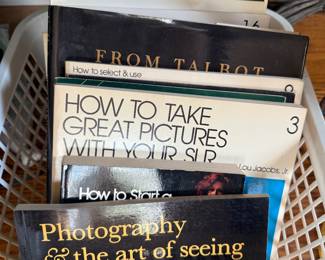 16
FROM TALBOT
How to select & use
HOW TO TAKE
GREAT PICTURES
WITH YOUR SLR
3
Lou Jacobs, Jr.
How to Start a
Photography
& the art of seeing